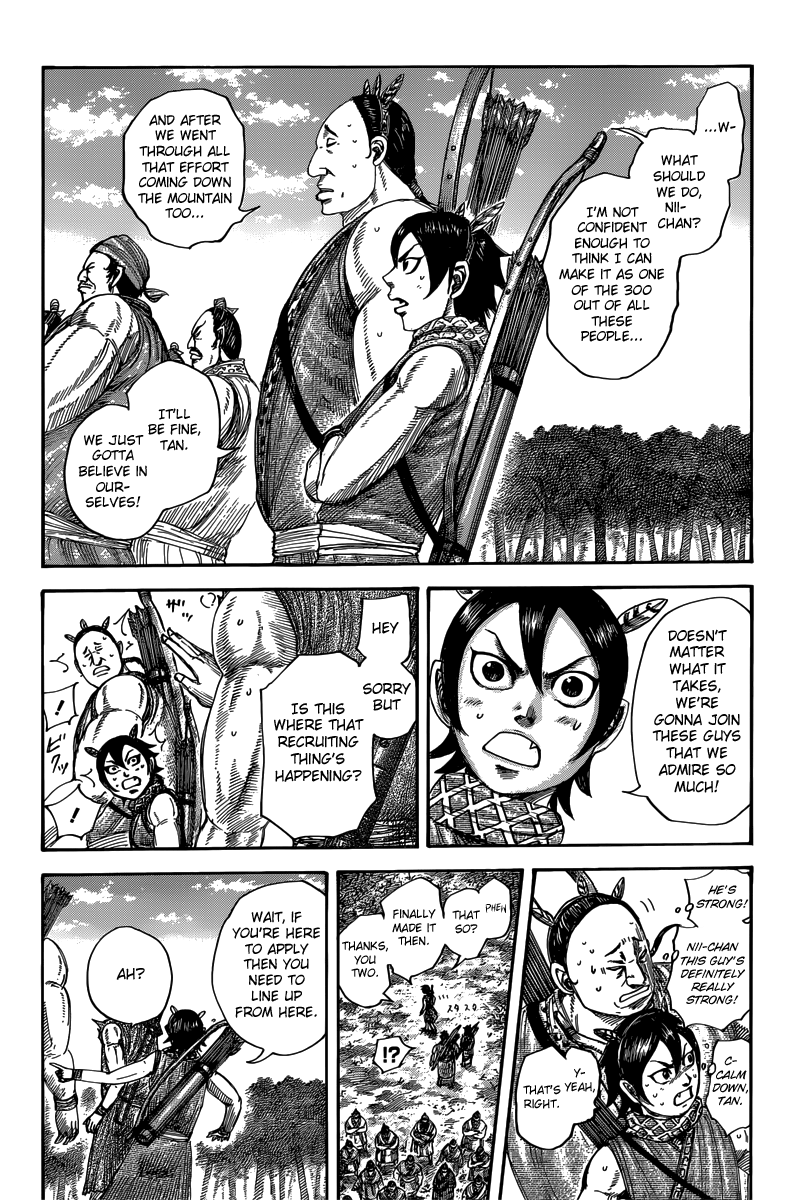 ...W-
WHAT
SHOULD
WE DO,
NII-
CHAN?
I'M NOT
CONFIDENT
ENOUGH TO
THINK I CAN
MAKE IT AS ONE
OF THE 300
OUT OF ALL
THESE
PEOPLE...
AND AFTER
WE WENT
THROUGH ALL
THAT EFFORT
COMING DOWN
THE MOUNTAIN
TOO...
IT'LL
BE FINE,
TAN.
WE JUST
GOTTA
BELIEVE IN
OUR-
SELVES!
DOESN'T
MATTER
WHAT IT
TAKES,
WE'RE
GONNA JOIN
THESE GUYS
THAT WE
ADMIRE SO
MUCH!
HEY
SORRY
BUT
IS THIS
WHERE THAT
RECRUITING
THING'S
HAPPENING?
ザッ
!
ビクッ
!
HE'S
STRONG!
NII-CHAN
THIS GUY'S
DEFINITELY
REALLY
STRONG!
C-
CALM
DOWN,
TAN.
Y-
YEAH,
THAT'S
RIGHT.
PHEW
THAT
SO?
FINALLY
MADE IT
THEN.
THANKS,
YOU
TWO.
!?
WAIT, IF
YOU'RE HERE
TO APPLY
THEN YOU
NEED TO
LINE UP
FROM HERE.
AH?